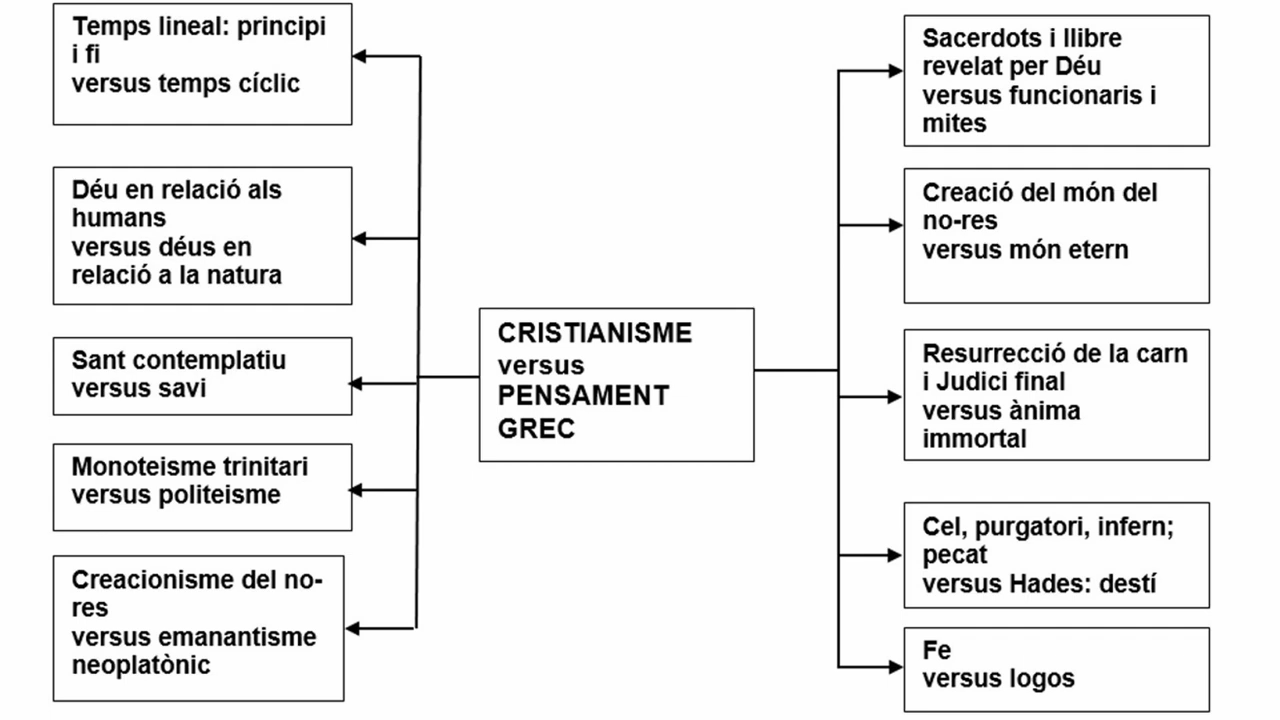 Temps lineal: principi
i fi
versus temps cíclic
Déu en relació als
humans
versus déus en
relació a la natura
Sant contemplatiu
versus savi
Monoteisme trinitari
versus politeisme
Creacionisme del no-
res
versus emanantisme
neoplatònic
CRISTIANISME
versus
PENSAMENT
GREC
Sacerdots i llibre
revelat per Déu
versus funcionaris i
mites
Creació del món del
no-res
versus món etern
Resurrecció de la carn
i Judici final
versus ànima
immortal
Cel, purgatori, infern;
pecat
versus Hades: destí
Fe
versus logos